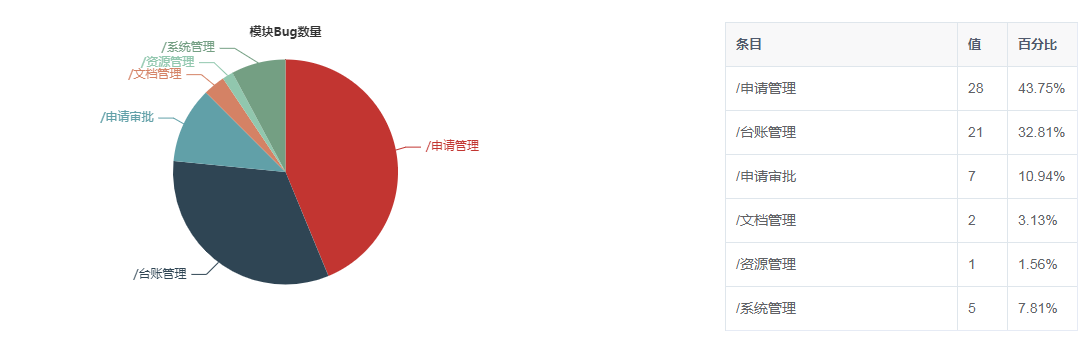 模块Bug数量
/系统管理
/资源管理
/文档管理
/申请审批
/申请管理
/台账管理
条目 值 百分比
/申请管理 28 43.75%
/台账管理 21 32.81%
/申请审批 7 10.94%
/文档管理 2 3.13%
/资源管理 1 1.56%
/系统管理 5 7.81%